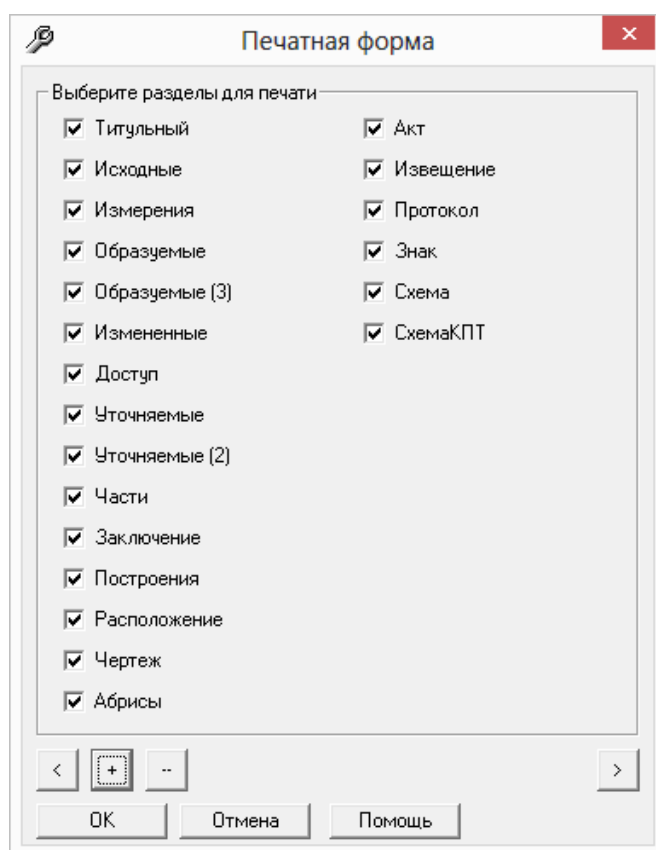 Печатная форма
×
Выберите разделы для печати
Титульный
Исходные
Измерения
Образуемые
Образуемые (3)
Измененные
Доступ
Уточняемые
Уточняемые (2)
Части
Заключение
Построения
Расположение
Чертеж
Абрисы
Акт
Извещение
Протокол
Знак
Схема
СхемаКПТ
< + -- >
OK Отмена Помощь